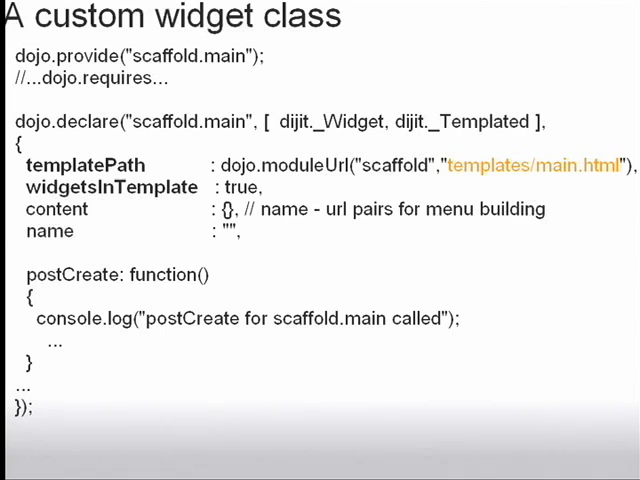 A custom widget class
dojo.provide("scaffold.main");
//...dojo.requires...
dojo.declare("scaffold.main", [ dijit._Widget, dijit._Templated ],
{
templatePath : dojo.moduleUrl("scaffold","templates/main.html"),
widgetsInTemplate : true,
content : {}, // name - url pairs for menu building
name : "",
postCreate: function()
{
console.log("postCreate for scaffold.main called");
...
}
...
});